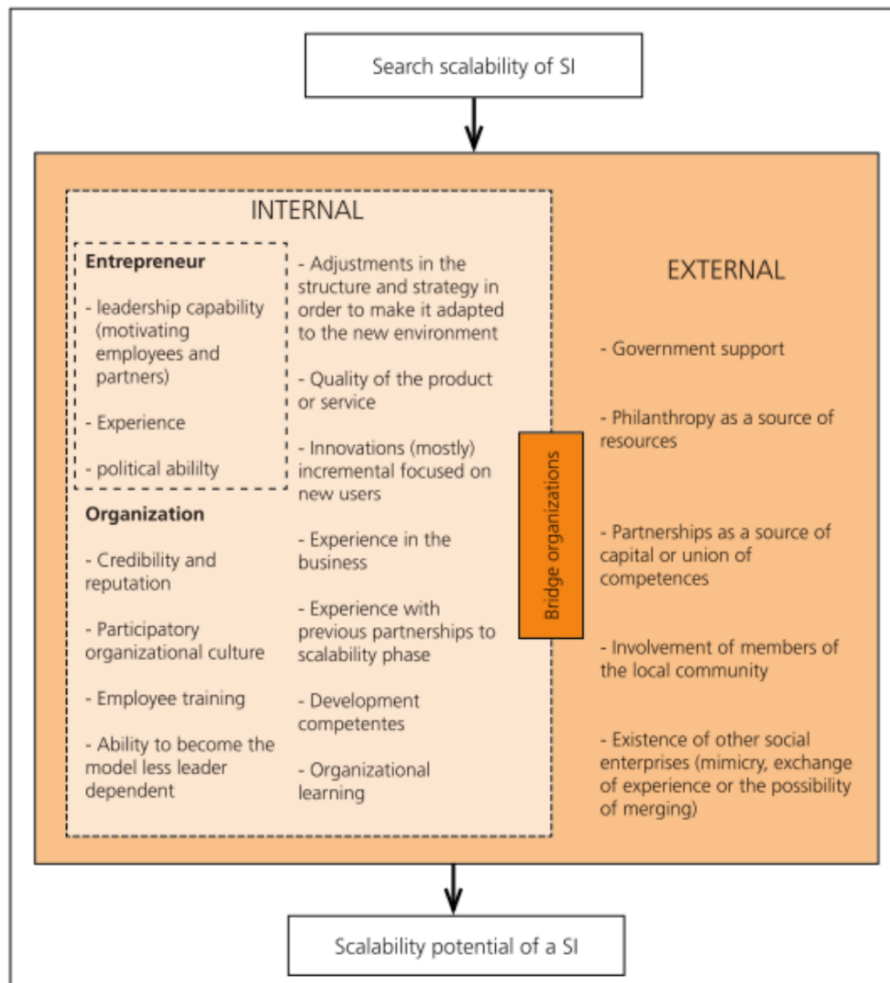 Search scalability of SI
INTERNAL
Entrepreneur
- leadership capability
(motivating
employees and
partners)
- Experience
- political abililty
Organization
- Credibility and
reputation
- Participatory
organizational culture
- Employee training
- Ability to become the
model less leader
dependent
- Adjustments in the
structure and strategy in
order to make it adapted
to the new environment
- Quality of the product
or service
- Innovations (mostly)
incremental focused on
new users
- Experience in the
business
- Experience with
previous partnerships to
scalability phase
- Development
competentes
- Organizational
learning
Bridge organizations
EXTERNAL
- Government support
- Philanthropy as a source of
resources
- Partnerships as a source of
capital or union of
competences
- Involvement of members of
the local community
- Existence of other social
enterprises (mimicry, exchange
of experience or the possibility
of merging)
Scalability potential of a SI